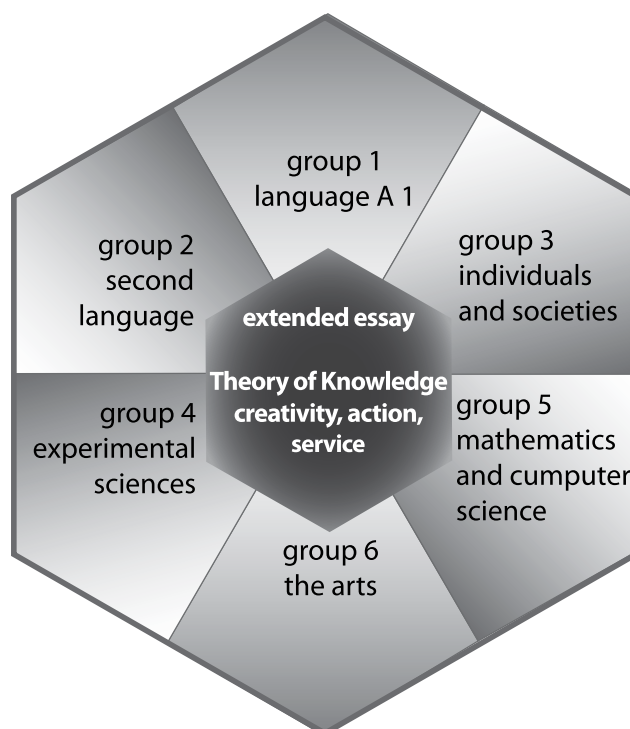 group 1
language A 1
group 2
second
language
group 3
individuals
and societies
extended essay
Theory of Knowledge
creativity, action,
service
group 4
experimental
sciences
group 5
mathematics
and cumputer
science
group 6
the arts